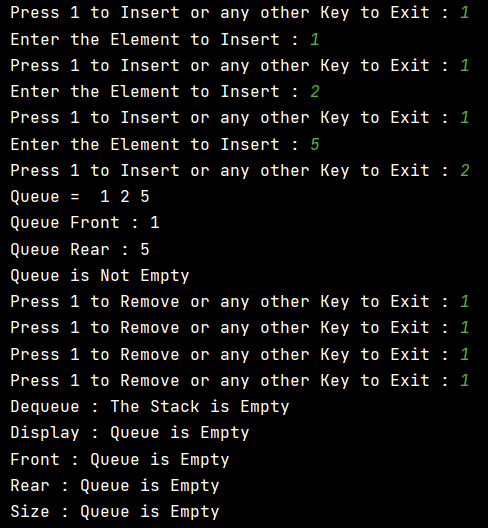 Press 1 to Insert or any other Key to Exit : 1
Enter the Element to Insert : 1
Press 1 to Insert or any other Key to Exit : 1
Enter the Element to Insert : 2
Press 1 to Insert or any other Key to Exit : 1
Enter the Element to Insert : 5
Press 1 to Insert or any other Key to Exit : 2
Queue =  1 2 5
Queue Front : 1
Queue Rear : 5
Queue is Not Empty
Press 1 to Remove or any other Key to Exit : 1
Press 1 to Remove or any other Key to Exit : 1
Press 1 to Remove or any other Key to Exit : 1
Press 1 to Remove or any other Key to Exit : 1
Dequeue : The Stack is Empty
Display : Queue is Empty
Front : Queue is Empty
Rear : Queue is Empty
Size : Queue is Empty